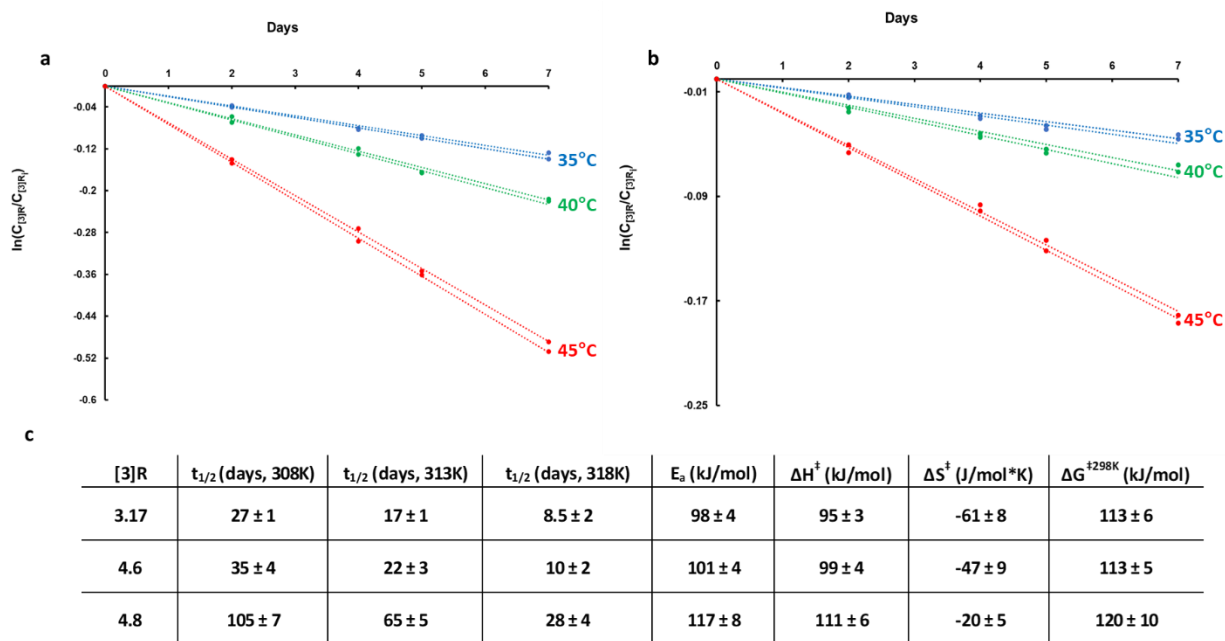 Days
a
0 1 2 3 4 5 6 7
-0.04
-0.12
-0.2
-0.28
-0.36
-0.44
-0.52
-0.6
ln(C[3]R/C[3]Ri)
35°C
40°C
45°C
Days
b
0 1 2 3 4 5 6 7
-0.01
-0.09
-0.17
-0.25
ln(C[3]R/C[3]Ri)
35°C
40°C
45°C
c
[3]R t1/2 (days, 308K) t1/2 (days, 313K) t1/2 (days, 318K) Ea (kJ/mol) ΔH‡ (kJ/mol) ΔS‡ (J/mol*K) ΔG‡298K (kJ/mol)
3.17 27 ± 1 17 ± 1 8.5 ± 2 98 ± 4 95 ± 3 -61 ± 8 113 ± 6
4.6 35 ± 4 22 ± 3 10 ± 2 101 ± 4 99 ± 4 -47 ± 9 113 ± 5
4.8 105 ± 7 65 ± 5 28 ± 4 117 ± 8 111 ± 6 -20 ± 5 120 ± 10